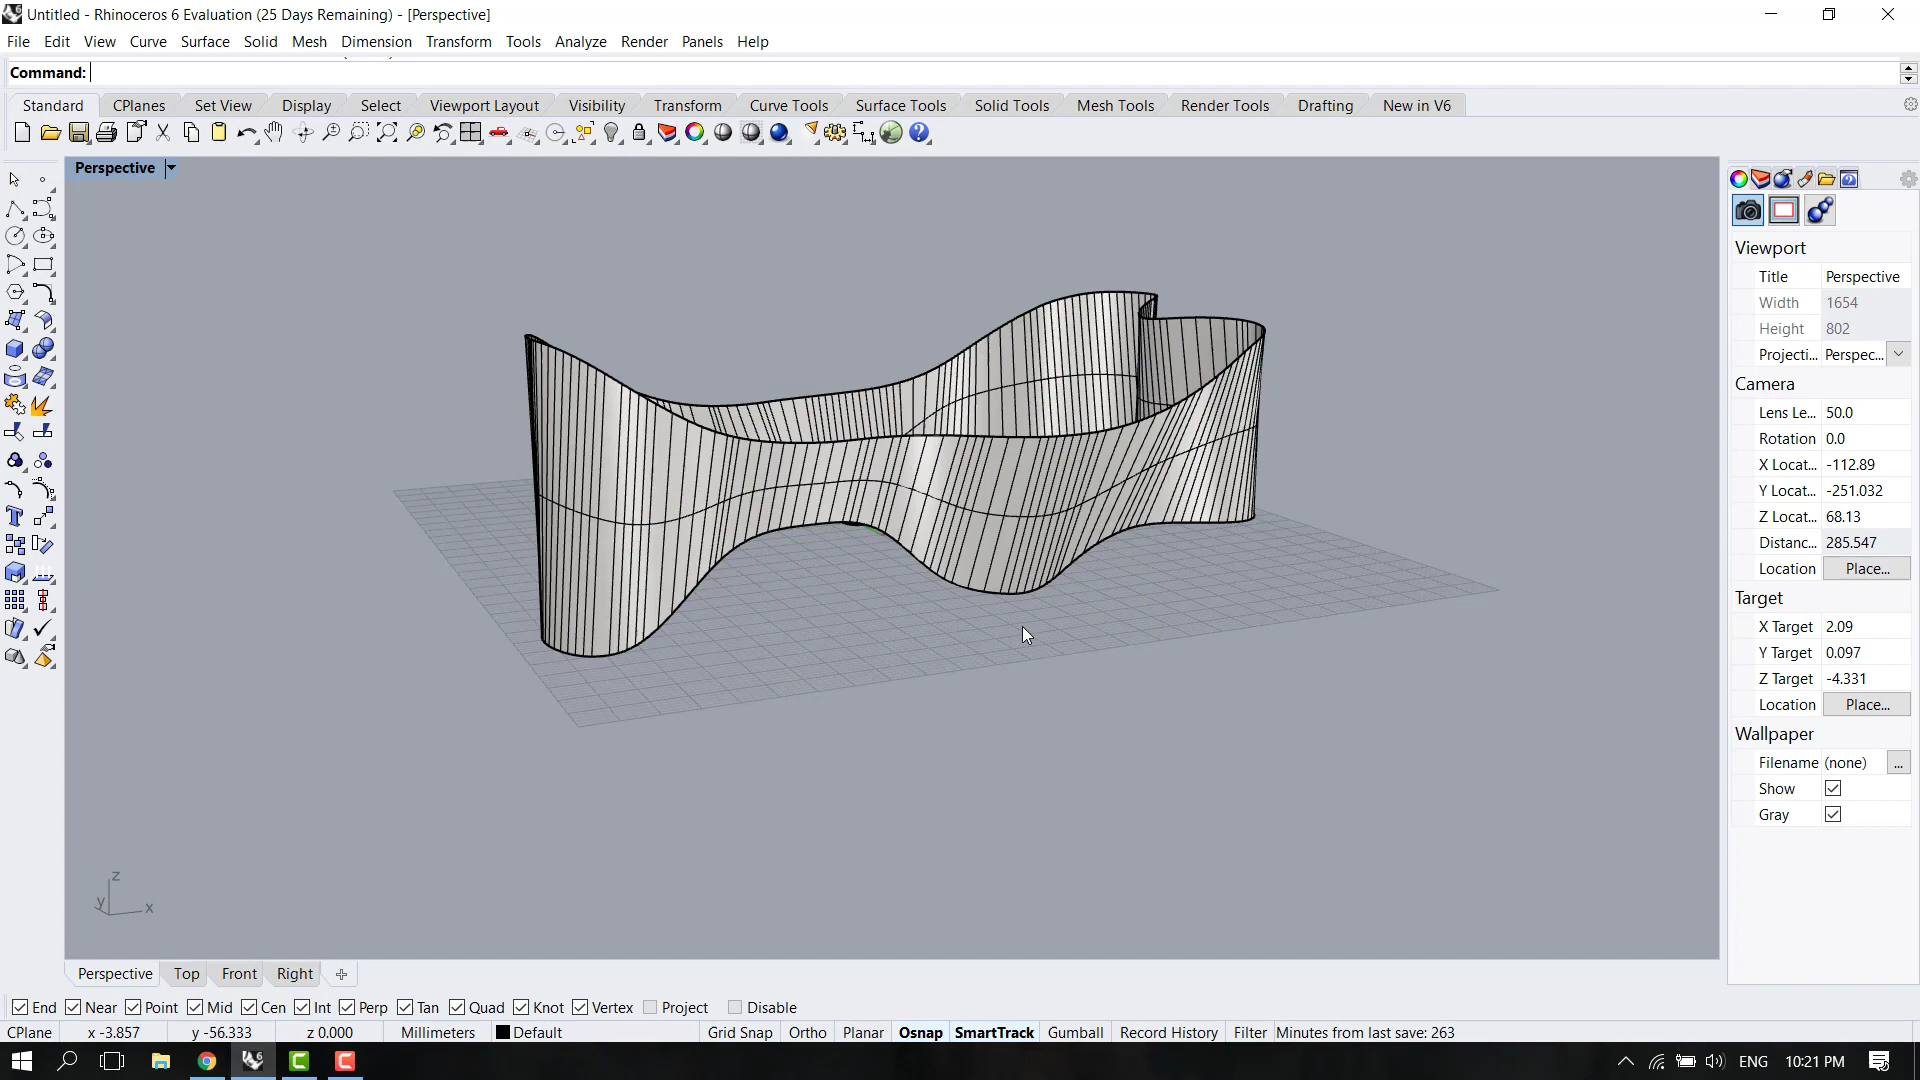 Untitled - Rhinoceros 6 Evaluation (25 Days Remaining) - [Perspective]
File Edit View Curve Surface Solid Mesh Dimension Transform Tools Analyze Render Panels Help
Command:
Standard CPlanes Set View Display Select Viewport Layout Visibility Transform Curve Tools Surface Tools Solid Tools Mesh Tools Render Tools Drafting New in V6
Perspective
Viewport
Title Perspective
Width 1654
Height 802
Projecti... Perspec...
Camera
Lens Le... 50.0
Rotation 0.0
X Locat... -112.89
Y Locat... -251.032
Z Locat... 68.13
Distanc... 285.547
Location Place...
Target
X Target 2.09
Y Target 0.097
Z Target -4.331
Location Place...
Wallpaper
Filename (none) ...
Show
Gray
z
y x
Perspective Top Front Right
End Near Point Mid Cen Int Perp Tan Quad Knot Vertex Project Disable
CPlane x -3.857 y -56.333 z 0.000 Millimeters Default Grid Snap Ortho Planar Osnap SmartTrack Gumball Record History Filter Minutes from last save: 263
ENG 10:21 PM